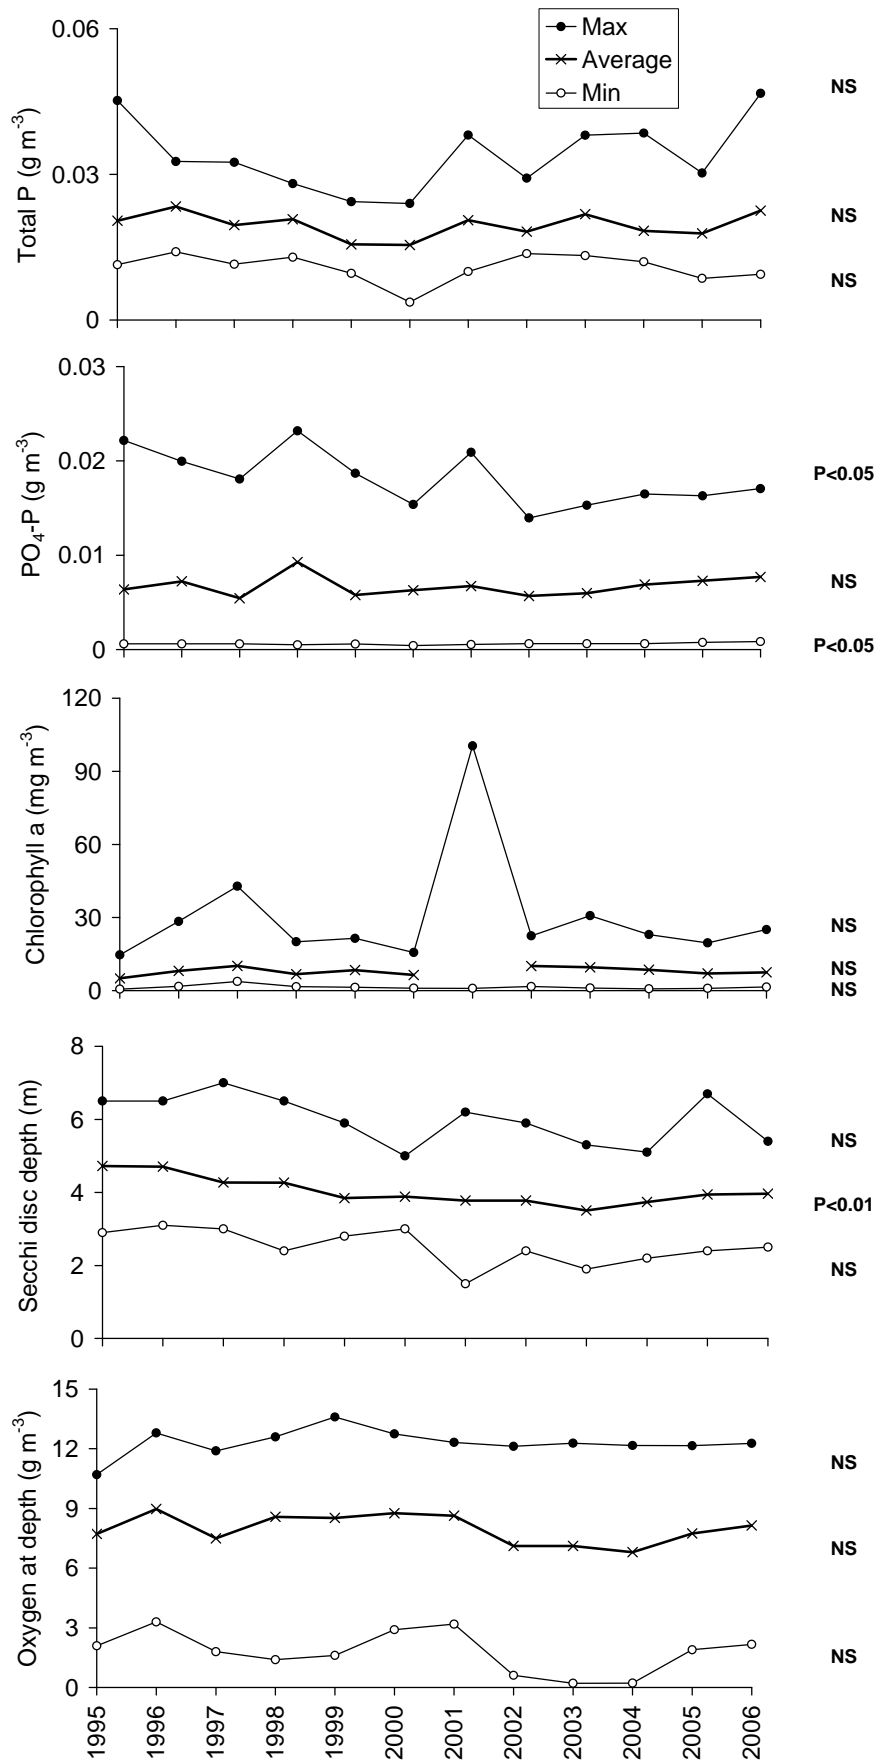 Max
Average
Min
0.06
0.03
0
Total P (g m⁻³)
NS
NS
NS
0.03
0.02
0.01
0
PO₄-P (g m⁻³)
P<0.05
NS
P<0.05
120
90
60
30
0
Chlorophyll a (mg m⁻³)
NS
NS
NS
8
6
4
2
0
Secchi disc depth (m)
NS
P<0.01
NS
15
12
9
6
3
0
Oxygen at depth (g m⁻³)
NS
NS
NS
1995
1996
1997
1998
1999
2000
2001
2002
2003
2004
2005
2006